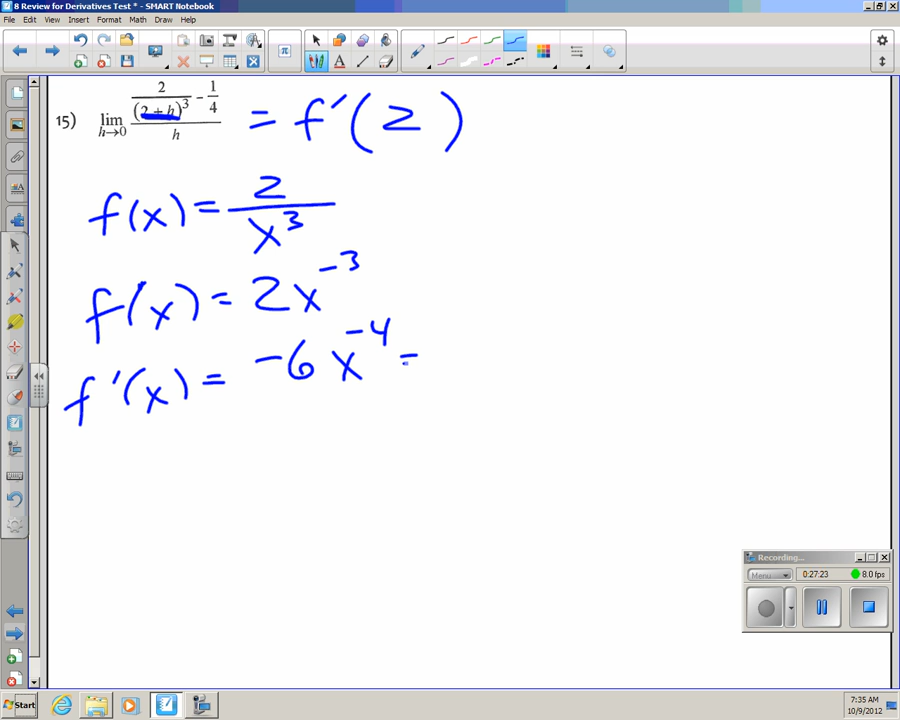 8 Review for Derivatives Test * - SMART Notebook
File Edit View Insert Format Math Draw Help
15) lim h→0 (2/(2 + h)³ - 1/4)/h = f'(2)
f(x) = 2/x³
f(x) = 2x⁻³
f'(x) = -6x⁻⁴ =
Recording...
Menu 0:27:23 8.0 fps
Start
7:35 AM
10/9/2012